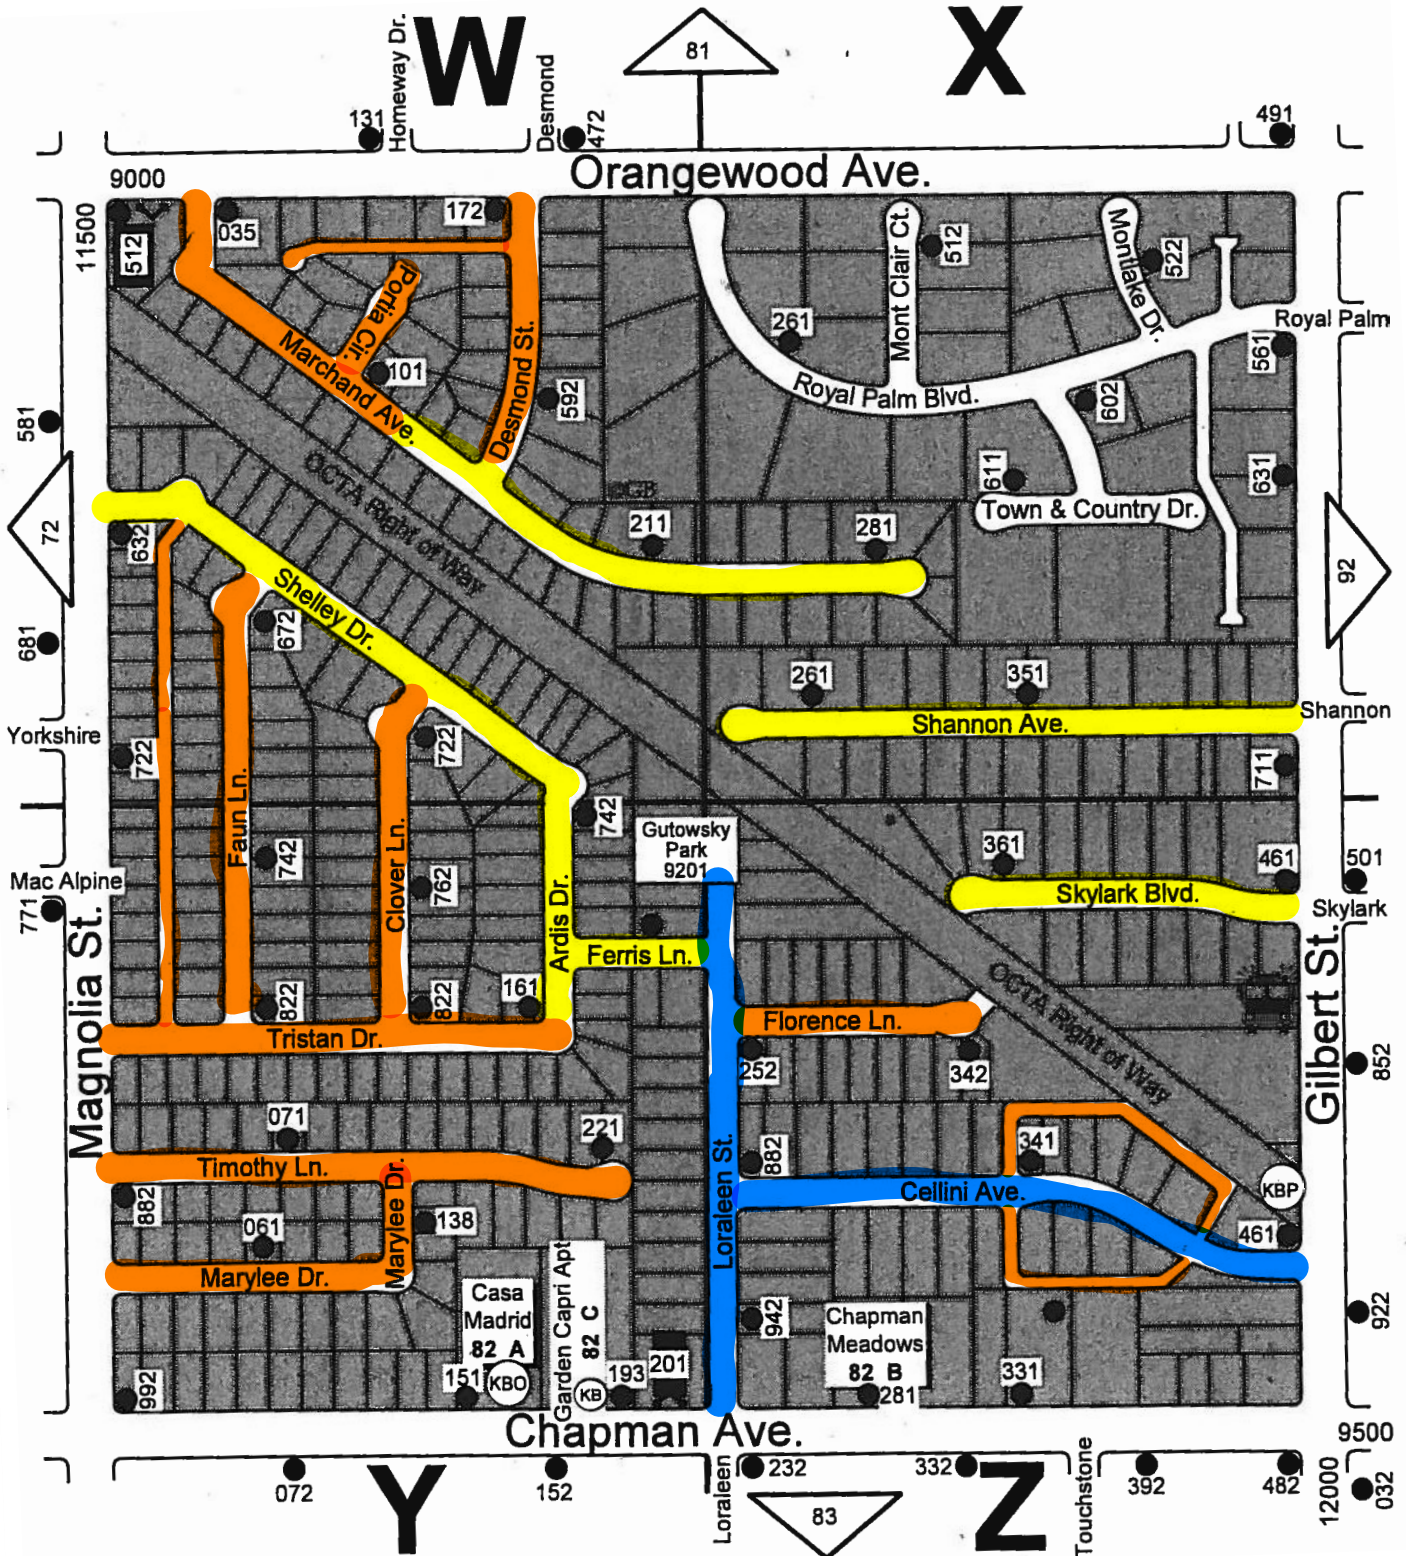 W
X
81
Homeway Dr.
Desmond
131
472
491
Orangewood Ave.
9000
11500
512
035
172
Portia Cir.
101
Marchand Ave.
Desmond St.
592
261
Mont Clair Ct.
512
Montlake Dr.
522
Royal Palm
561
Royal Palm Blvd.
602
581
611
631
Town & Country Dr.
OCTA Right of Way
211
281
72
632
92
Shelley Dr.
672
681
261
351
Shannon
Shannon Ave.
Yorkshire
722
722
711
742
Gutowsky
Park
9201
361
461
501
Faun Ln.
742
Clover Ln.
762
Mac Alpine
771
Skylark Blvd.
Skylark
Magnolia St.
Ardis Dr.
Ferris Ln.
OCTA Right of Way
Gilbert St.
822
822
161
Tristan Dr.
Florence Ln.
252
342
852
071
221
341
Timothy Ln.
Marylee Dr.
Loraleen St.
882
Cellini Ave.
KBP
882
061
138
461
Marylee Dr.
Casa
Madrid
82 A
KBO
Garden Capri Apt
82 C
KB
942
Chapman
Meadows
82 B
922
992
151
193
201
281
331
Chapman Ave.
9500
12000
072
152
Loraleen
232
332
Touchstone
392
482
032
Y
Z
83